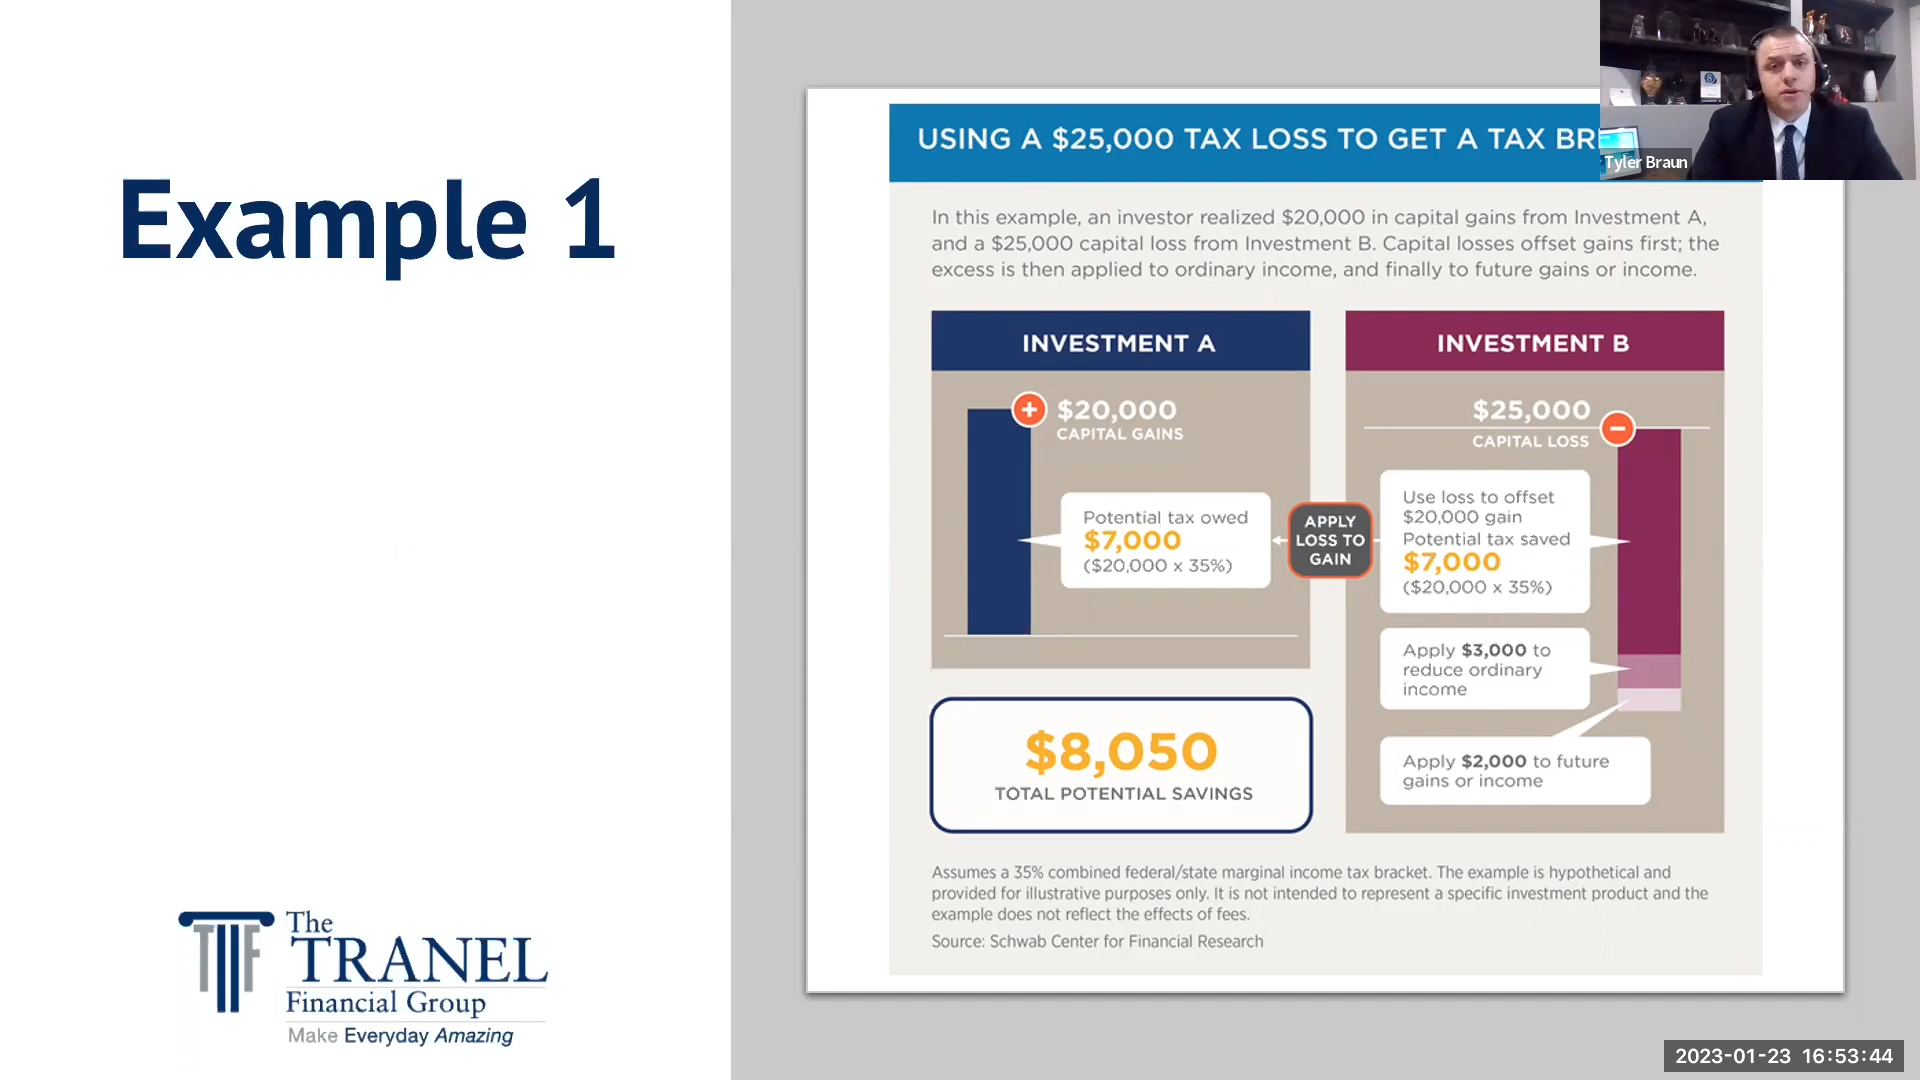 Example 1
The
TRANEL
Financial Group
Make Everyday Amazing
USING A $25,000 TAX LOSS TO GET A TAX
In this example, an investor realized $20,000 in capital gains from Investment A,
and a $25,000 capital loss from Investment B. Capital losses offset gains first; the
excess is then applied to ordinary income, and finally to future gains or income.
INVESTMENT A
$20,000
CAPITAL GAINS
Potential tax owed
$7,000
($20,000 x 35%)
APPLY
LOSS TO
GAIN
INVESTMENT B
$25,000
CAPITAL LOSS
Use loss to offset
$20,000 gain
Potential tax saved
$7,000
($20,000 x 35%)
Apply $3,000 to
reduce ordinary
income
Apply $2,000 to future
gains or income
$8,050
TOTAL POTENTIAL SAVINGS
Assumes a 35% combined federal/state marginal income tax bracket. The example is hypothetical and
provided for illustrative purposes only. It is not intended to represent a specific investment product and the
example does not reflect the effects of fees.
Source: Schwab Center for Financial Research
Tyler Braun
2023-01-23 16:53:44